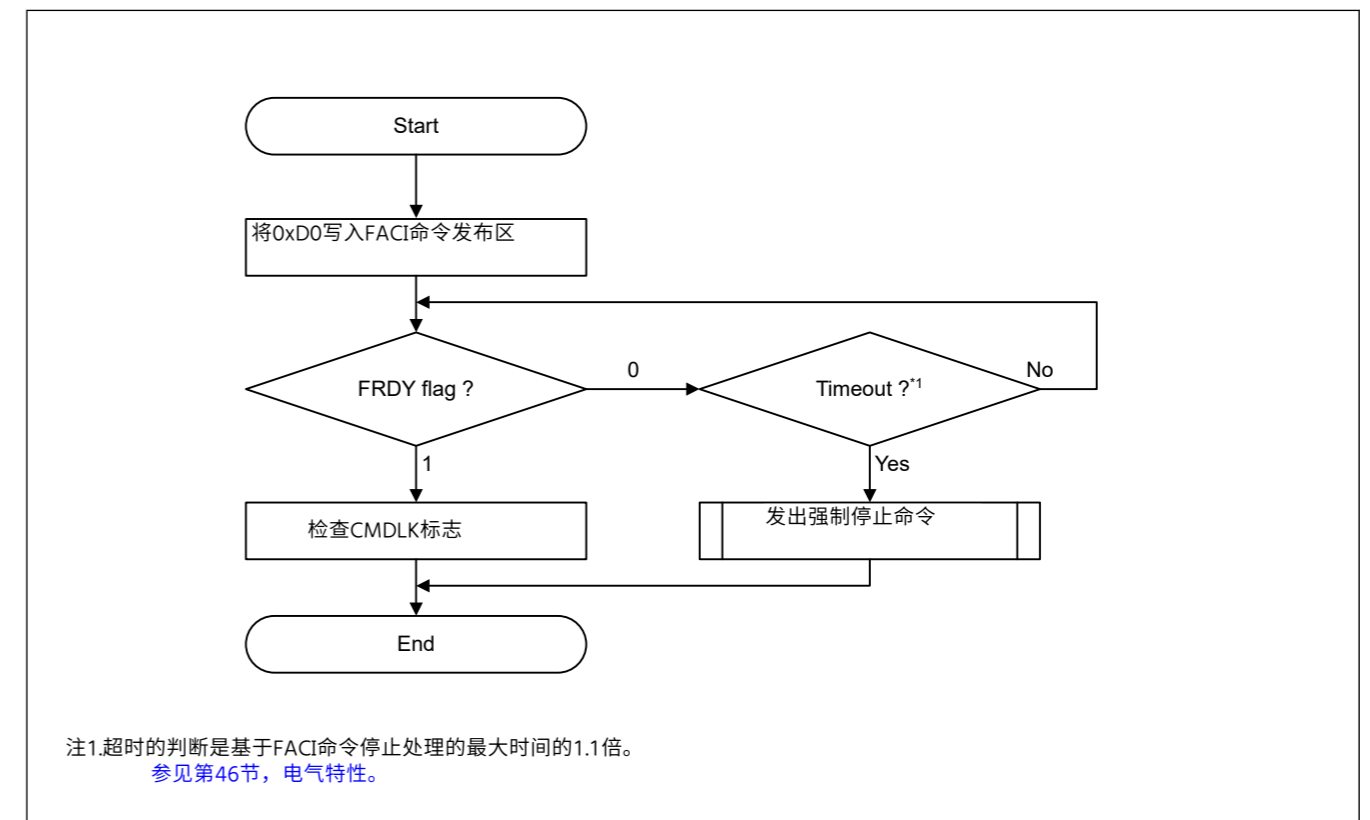 Start
将0xD0写入FACI命令发布区
FRDY flag ?
0
Timeout ?*1
No
1
Yes
检查CMDLK标志
发出强制停止命令
End
注1.超时的判断是基于FACI命令停止处理的最大时间的1.1倍。
参见第46节，电气特性。